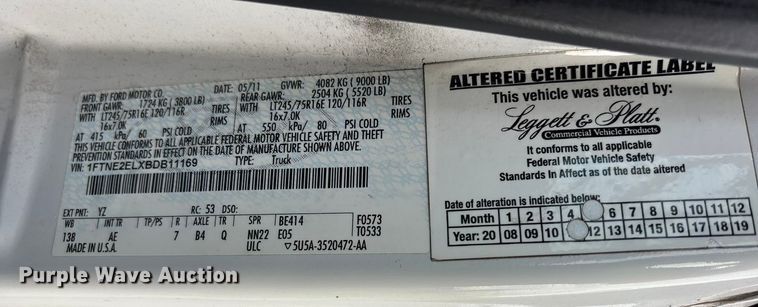 MFD. BY FORD MOTOR CO. DATE: 05/11 GVWR: 4082 KG ( 9000 LB)
FRONT GAWR: 1724 KG ( 3800 LB) REAR GAWR: 2504 KG ( 5520 LB)
WITH LT245/75R16E 120/116R TIRES WITH LT245/75R16E 120/116R TIRES
16x7.0K RIMS 16x7.0K RIMS
AT 415 kPa/ 60 PSI COLD AT 550 kPa/ 80 PSI COLD
THIS VEHICLE CONFORMS TO ALL APPLICABLE FEDERAL MOTOR VEHICLE SAFETY AND THEFT
PREVENTION STANDARDS IN EFFECT ON THE DATE OF MANUFACTURE SHOWN ABOVE.
VIN: 1FTNE2ELXBDB11169 TYPE: Truck
EXT PNT: YZ RC: 53 DSO:
WB INT TR TP/PS R AXLE TR SPR BE414 F0573
138 AE 7 B4 Q NN22 E05 T0533
MADE IN U.S.A. ULC ▽5U5A-3520472-AA
ALTERED CERTIFICATE LABEL
This vehicle was altered by:
Leggett & Platt
Commercial Vehicle Products
It conforms to all applicable
Federal Motor Vehicle Safety
Standards In Affect as of the date altered
Date of alteration is indicated below:
Month 1 2 3 4 6 7 8 9 10 11 12
Year: 20 08 09 10 12 13 14 15 16 17 18 19
Purple Wave Auction